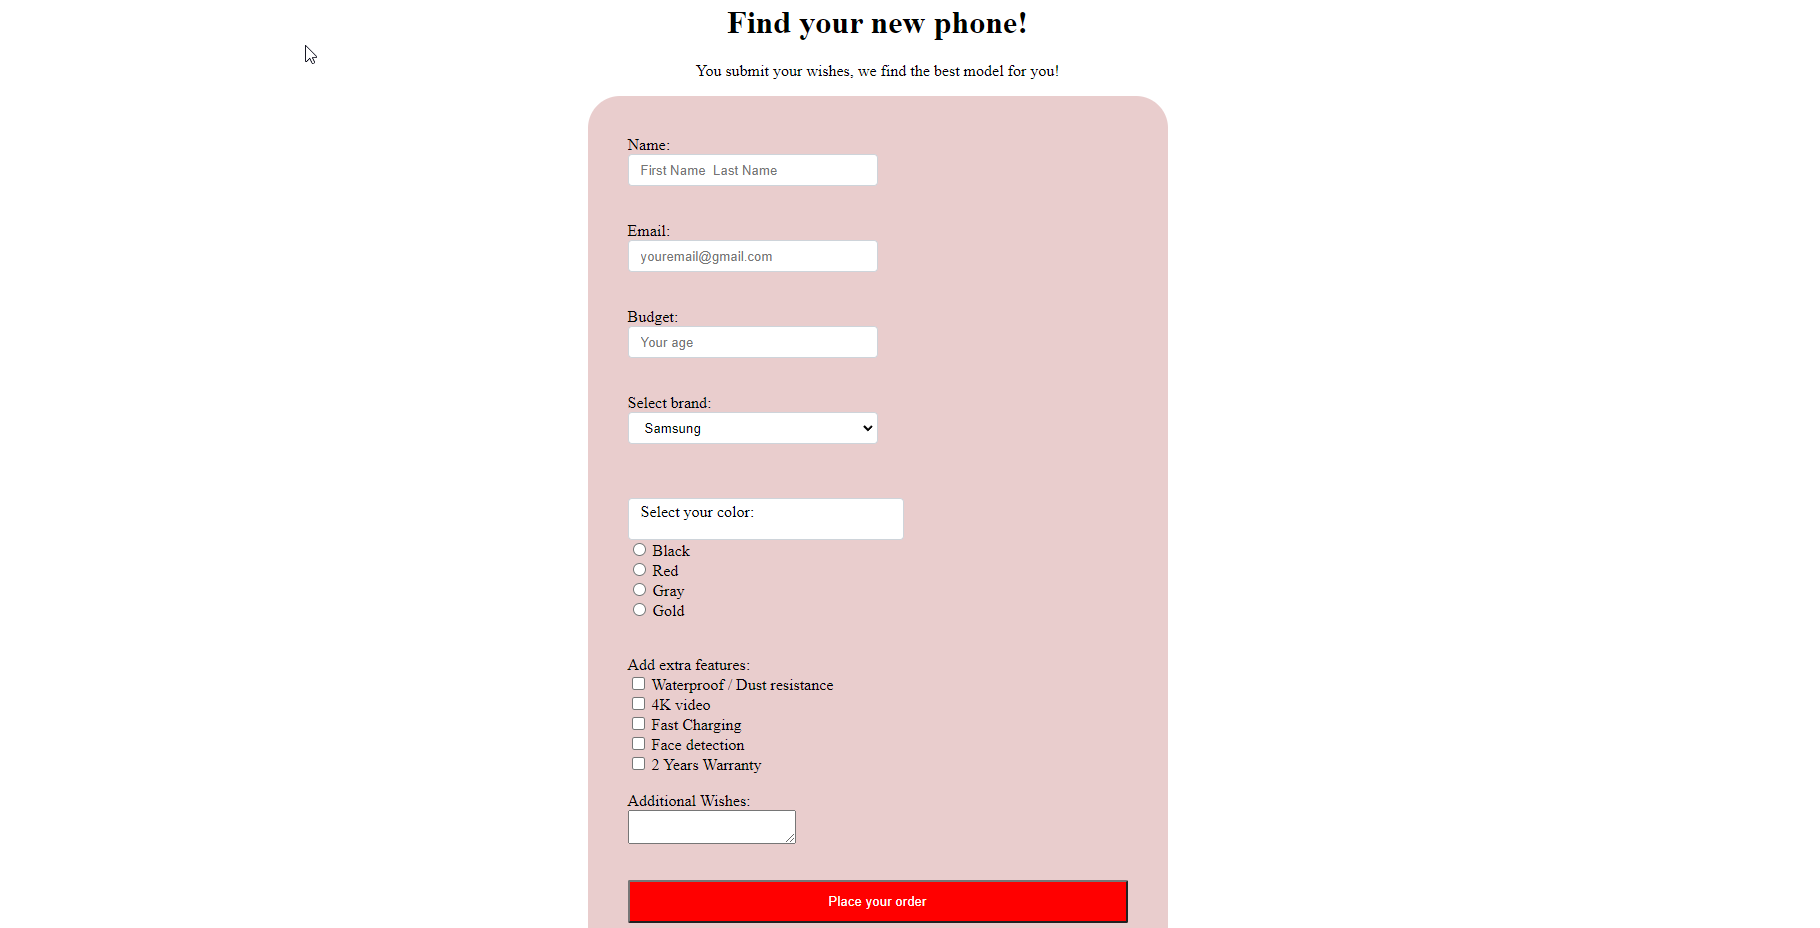 Find your new phone!
You submit your wishes, we find the best model for you!
Name:
First Name  Last Name
Email:
youremail@gmail.com
Budget:
Your age
Select brand:
Samsung
Select your color:
Black
Red
Gray
Gold
Add extra features:
Waterproof / Dust resistance
4K video
Fast Charging
Face detection
2 Years Warranty
Additional Wishes:
Place your order